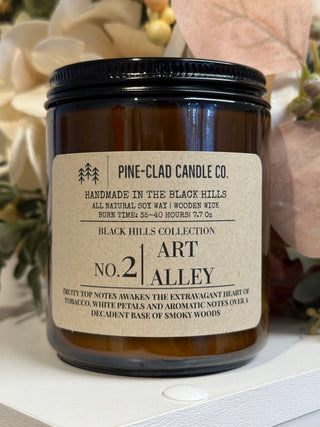 PINE-CLAD CANDLE CO.
HANDMADE IN THE BLACK HILLS
ALL NATURAL SOY WAX | WOODEN WICK
BURN TIME: 35-40 HOURS| 7.7 Oz
BLACK HILLS COLLECTION
NO.2 | ART
ALLEY
FRUITY TOP NOTES AWAKEN THE EXTRAVAGANT HEART OF
TOBACCO, WHITE PETALS AND AROMATIC NOTES OVER A
DECADENT BASE OF SMOKY WOODS